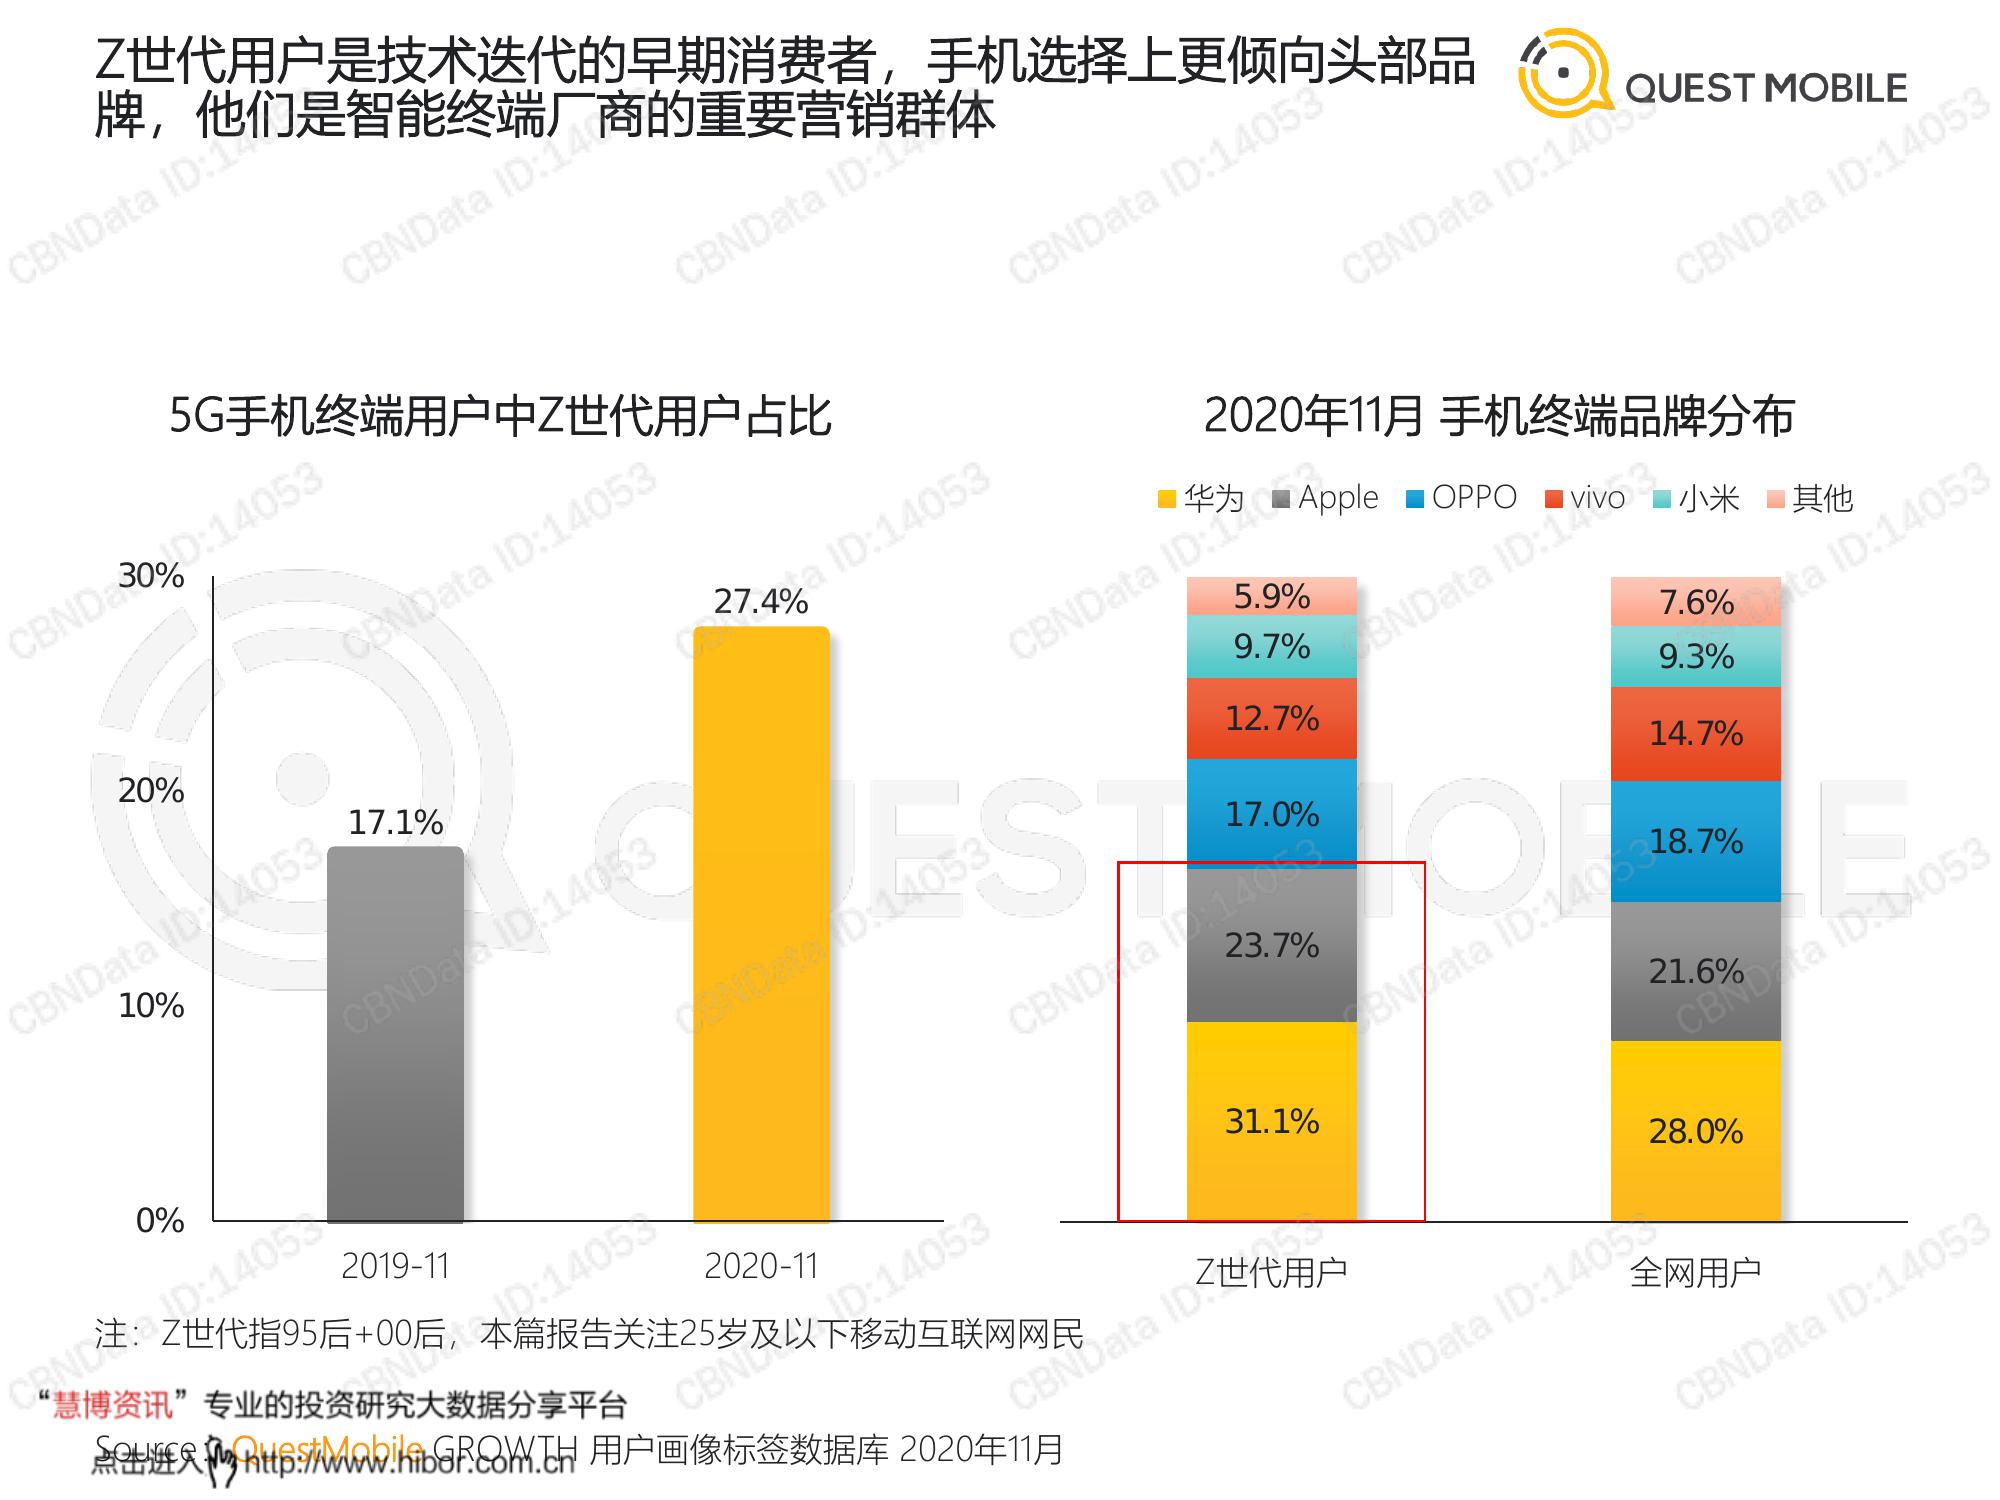 Z世代用户是技术迭代的早期消费者，手机选择上更倾向头部品
牌，他们是智能终端厂商的重要营销群体
QUEST MOBILE
5G手机终端用户中Z世代用户占比
30%
20%
10%
0%
17.1%
27.4%
2019-11
2020-11
2020年11月 手机终端品牌分布
华为 Apple OPPO vivo 小米 其他
5.9%
9.7%
12.7%
17.0%
23.7%
31.1%
7.6%
9.3%
14.7%
18.7%
21.6%
28.0%
Z世代用户
全网用户
注：Z世代指95后+00后，本篇报告关注25岁及以下移动互联网网民
“慧博资讯”专业的投资研究大数据分享平台
Source：QuestMobile GROWTH 用户画像标签数据库 2020年11月
点击进入 http://www.hibor.com.cn
QUEST MOBILE
CBNData ID:14053